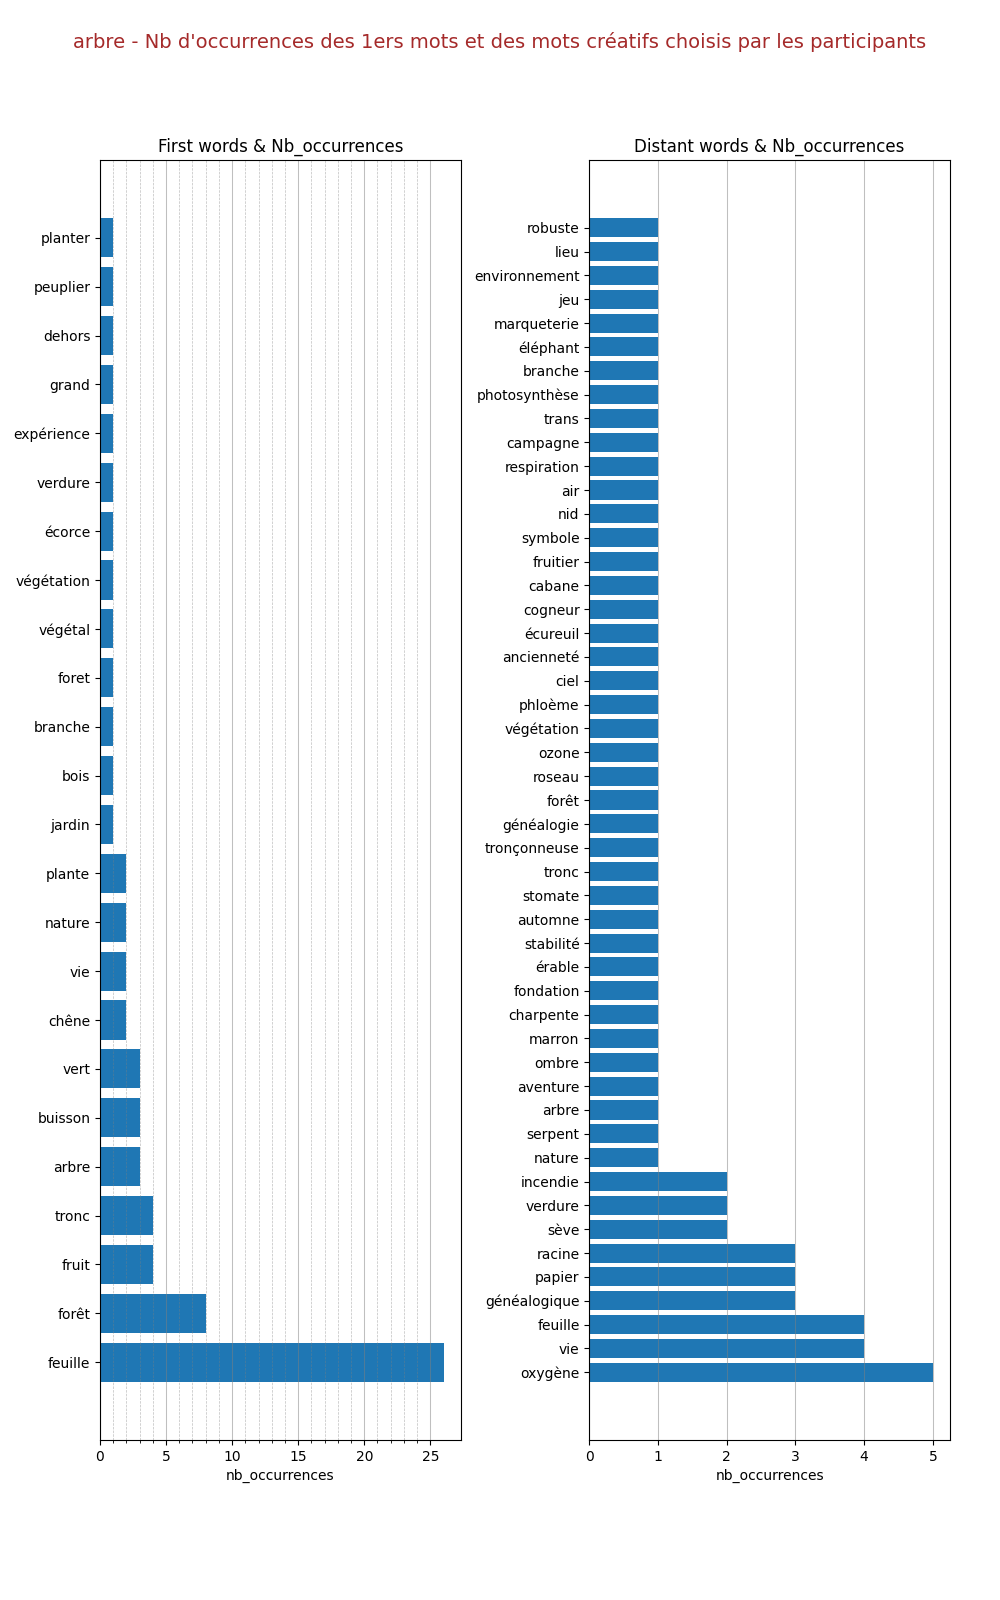 arbre - Nb d'occurrences des 1ers mots et des mots créatifs choisis par les participants
First words & Nb_occurrences
planter
peuplier
dehors
grand
expérience
verdure
écorce
végétation
végétal
foret
branche
bois
jardin
plante
nature
vie
chêne
vert
buisson
arbre
tronc
fruit
forêt
feuille
0 5 10 15 20 25
nb_occurrences
Distant words & Nb_occurrences
robuste
lieu
environnement
jeu
marqueterie
éléphant
branche
photosynthèse
trans
campagne
respiration
air
nid
symbole
fruitier
cabane
cogneur
écureuil
ancienneté
ciel
phloème
végétation
ozone
roseau
forêt
généalogie
tronçonneuse
tronc
stomate
automne
stabilité
érable
fondation
charpente
marron
ombre
aventure
arbre
serpent
nature
incendie
verdure
sève
racine
papier
généalogique
feuille
vie
oxygène
0 1 2 3 4 5
nb_occurrences